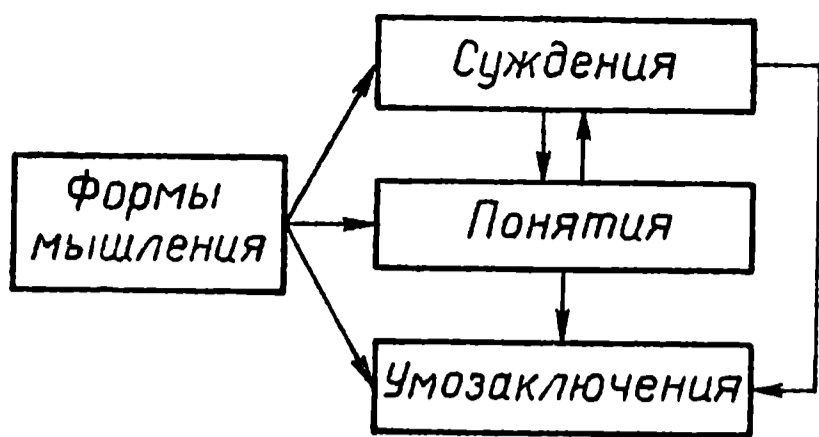 Суждения
Формы
мышления
Понятия
Умозаключения